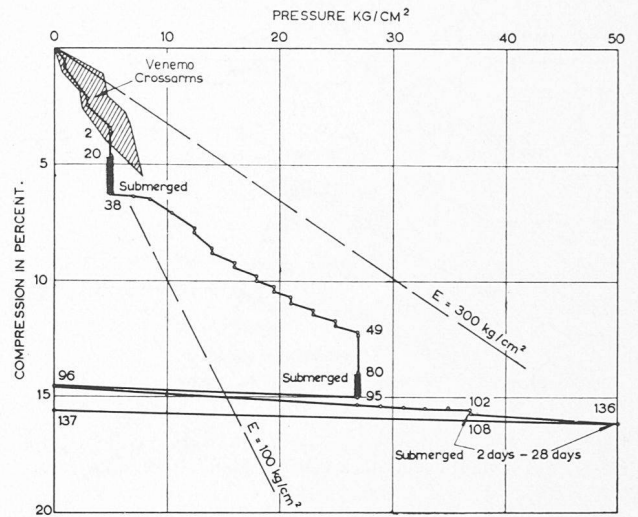 PRESSURE KG/CM²
0 10 20 30 40 50
Venemo
Crossarms
2
20
5
Submerged
38
COMPRESSION IN PERCENT.
10
E = 300 kg/cm²
49
80
Submerged
95
96
15
102
136
137
108
E = 100 kg/cm²
Submerged 2 days - 28 days
20